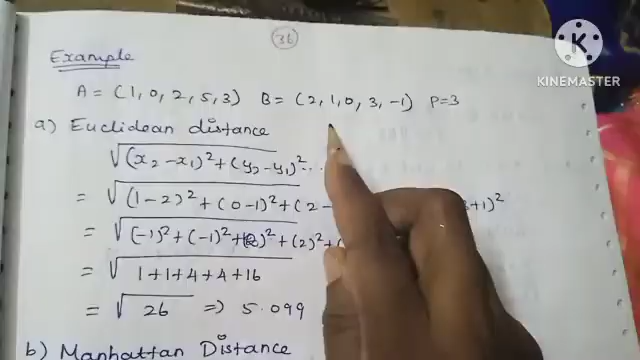 36
KINEMASTER
Example
A = (1, 0, 2, 5, 3) B = (2, 1, 0, 3, -1) P=3
a) Euclidean distance
√(x₂-x₁)² + (y₂-y₁)² ...
= √(1-2)² + (0-1)² + (2- +1)²
= √(-1)² + (-1)² + (2)² + (2)² + (
= √1+1+4+4+16
= √26 => 5.099
b) Manhattan Distance